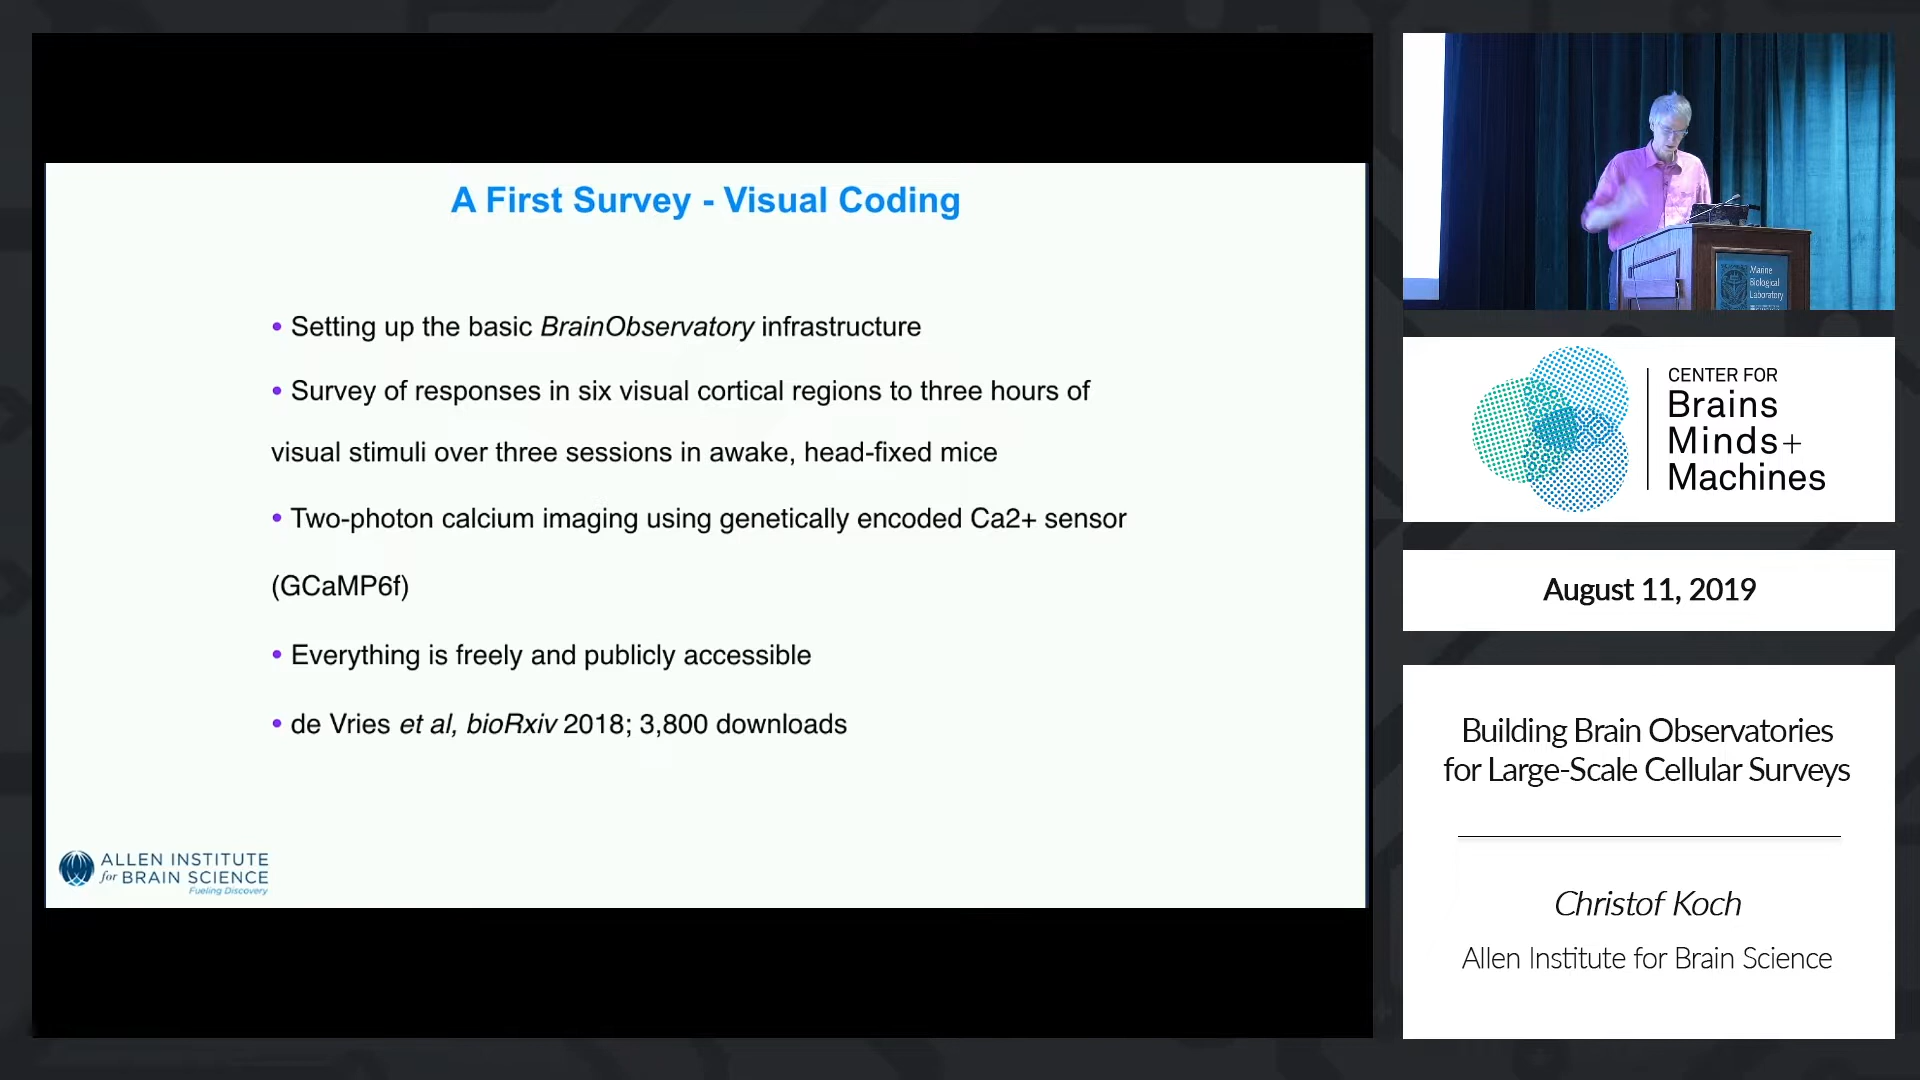 A First Survey - Visual Coding
• Setting up the basic BrainObservatory infrastructure
• Survey of responses in six visual cortical regions to three hours of
visual stimuli over three sessions in awake, head-fixed mice
• Two-photon calcium imaging using genetically encoded Ca2+ sensor
(GCaMP6f)
• Everything is freely and publicly accessible
• de Vries et al, bioRxiv 2018; 3,800 downloads
ALLEN INSTITUTE
for BRAIN SCIENCE
Fueling Discovery
Marine
Biological
Laboratory
CENTER FOR
Brains
Minds+
Machines
August 11, 2019
Building Brain Observatories
for Large-Scale Cellular Surveys
Christof Koch
Allen Institute for Brain Science